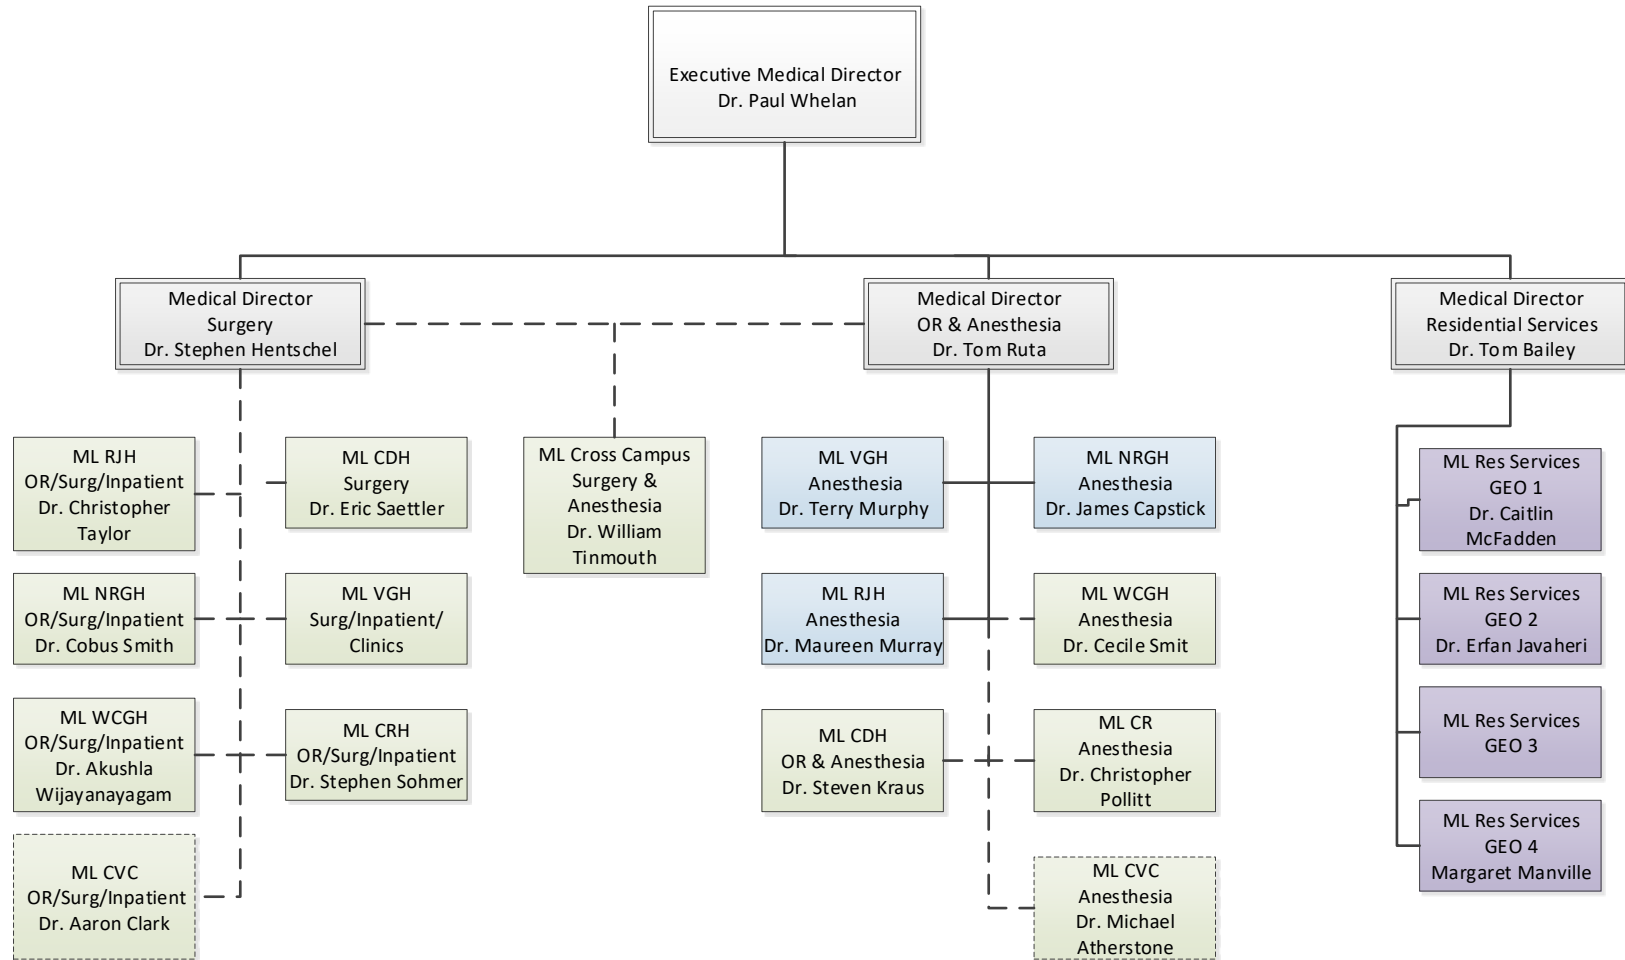 Executive Medical Director
Dr. Paul Whelan
Medical Director
Surgery
Dr. Stephen Hentschel
Medical Director
OR & Anesthesia
Dr. Tom Ruta
Medical Director
Residential Services
Dr. Tom Bailey
ML RJH
OR/Surg/Inpatient
Dr. Christopher
Taylor
ML CDH
Surgery
Dr. Eric Saettler
ML Cross Campus
Surgery &
Anesthesia
Dr. William
Tinmouth
ML VGH
Anesthesia
Dr. Terry Murphy
ML NRGH
Anesthesia
Dr. James Capstick
ML Res Services
GEO 1
Dr. Caitlin
McFadden
ML NRGH
OR/Surg/Inpatient
Dr. Cobus Smith
ML VGH
Surg/Inpatient/
Clinics
ML RJH
Anesthesia
Dr. Maureen Murray
ML WCGH
Anesthesia
Dr. Cecile Smit
ML Res Services
GEO 2
Dr. Erfan Javaheri
ML WCGH
OR/Surg/Inpatient
Dr. Akushla
Wijayanayagam
ML CRH
OR/Surg/Inpatient
Dr. Stephen Sohmer
ML CDH
OR & Anesthesia
Dr. Steven Kraus
ML CR
Anesthesia
Dr. Christopher
Pollitt
ML Res Services
GEO 3
ML CVC
OR/Surg/Inpatient
Dr. Aaron Clark
ML CVC
Anesthesia
Dr. Michael
Atherstone
ML Res Services
GEO 4
Margaret Manville